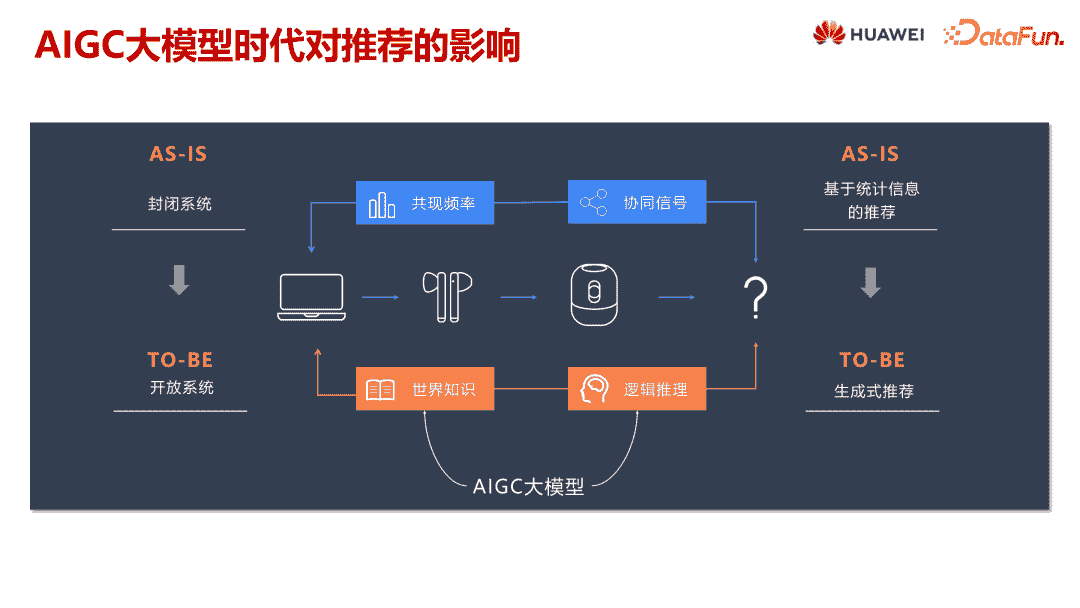 AIGC大模型时代对推荐的影响
HUAWEI
DataFun.
AS-IS
封闭系统
共现频率
协同信号
AS-IS
基于统计信息
的推荐
?
TO-BE
开放系统
世界知识
逻辑推理
TO-BE
生成式推荐
AIGC大模型